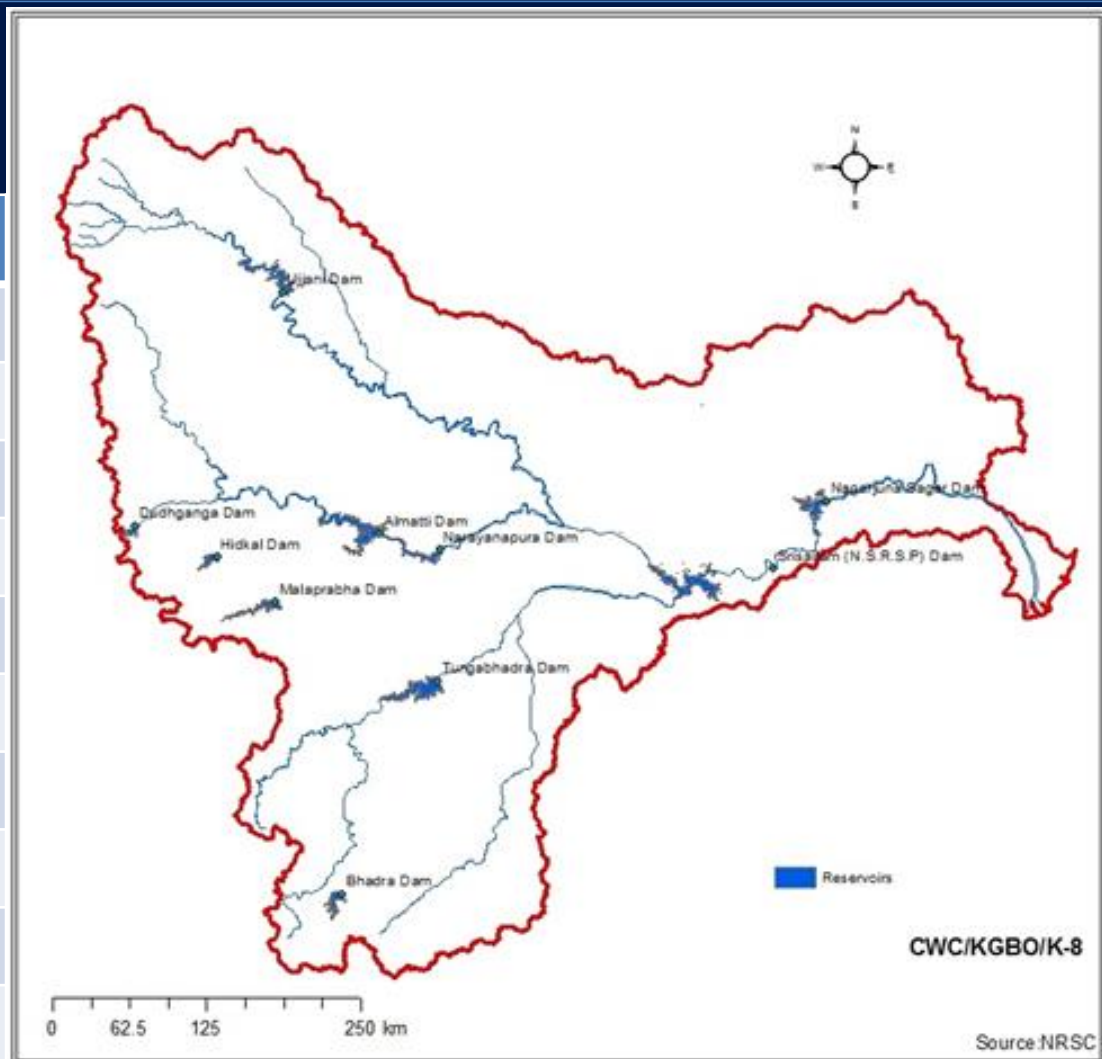 N
W E
S
Ujjani Dam
Nagarjuna Sagar Dam
Dudhganga Dam
Almatti Dam
Narayanapura Dam
Hidkal Dam
Srisailam (N.S.R.S.P) Dam
Malaprabha Dam
Tungabhadra Dam
Bhadra Dam
Reservoirs
CWC/KGBO/K-8
0 62.5 125 250 km
Source:NRSC